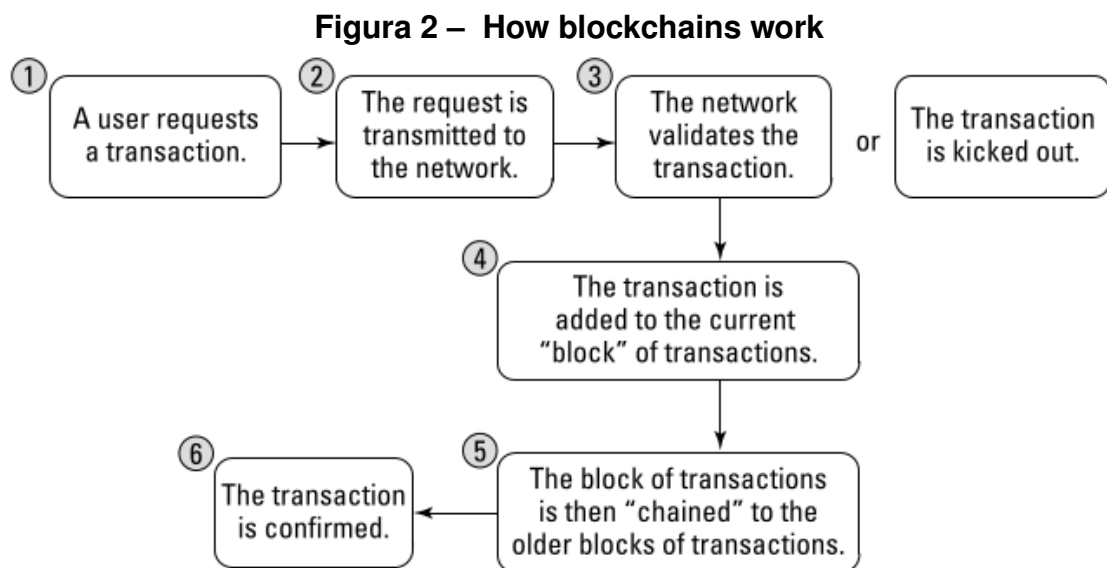 Figura 2 – How blockchains work
1
A user requests
a transaction.
2
The request is
transmitted to
the network.
3
The network
validates the
transaction.
or
The transaction
is kicked out.
4
The transaction is
added to the current
“block” of transactions.
5
The block of transactions
is then “chained” to the
older blocks of transactions.
6
The transaction
is confirmed.